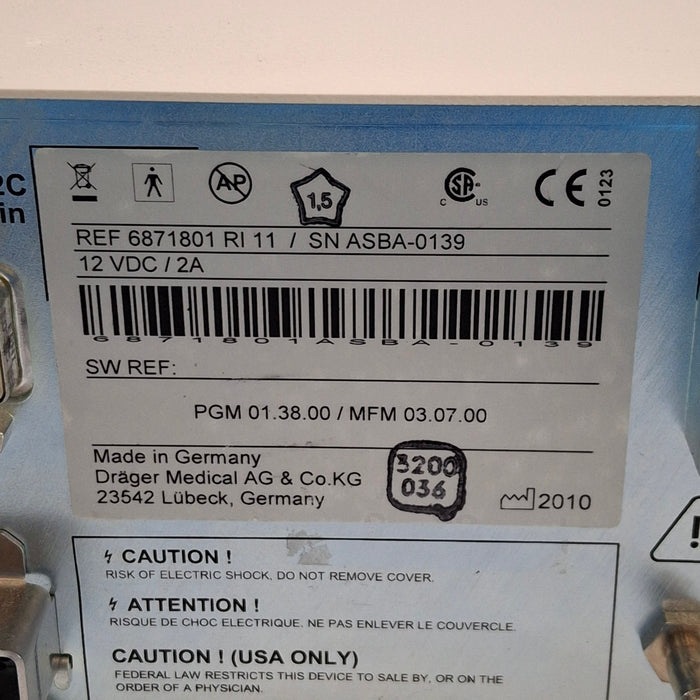 2C
in
AP
1,5
CSA
C US
CE 0123
REF 6871801 RI 11 / SN ASBA-0139
12 VDC / 2A
6871801ASBA-0139
SW REF:
PGM 01.38.00 / MFM 03.07.00
Made in Germany
Dräger Medical AG & Co.KG
23542 Lübeck, Germany
3200
036
2010
CAUTION !
RISK OF ELECTRIC SHOCK, DO NOT REMOVE COVER.
ATTENTION !
RISQUE DE CHOC ELECTRIQUE. NE PAS ENLEVER LE COUVERCLE.
CAUTION ! (USA ONLY)
FEDERAL LAW RESTRICTS THIS DEVICE TO SALE BY, OR ON THE
ORDER OF A PHYSICIAN.
!